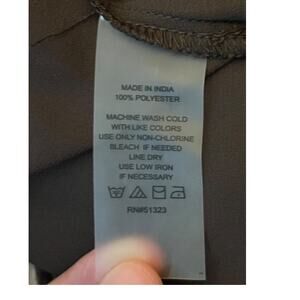 MADE IN INDIA
100% POLYESTER
MACHINE WASH COLD
WITH LIKE COLORS
USE ONLY NON-CHLORINE
BLEACH IF NEEDED
LINE DRY
USE LOW IRON
IF NECESSARY
RN#51323